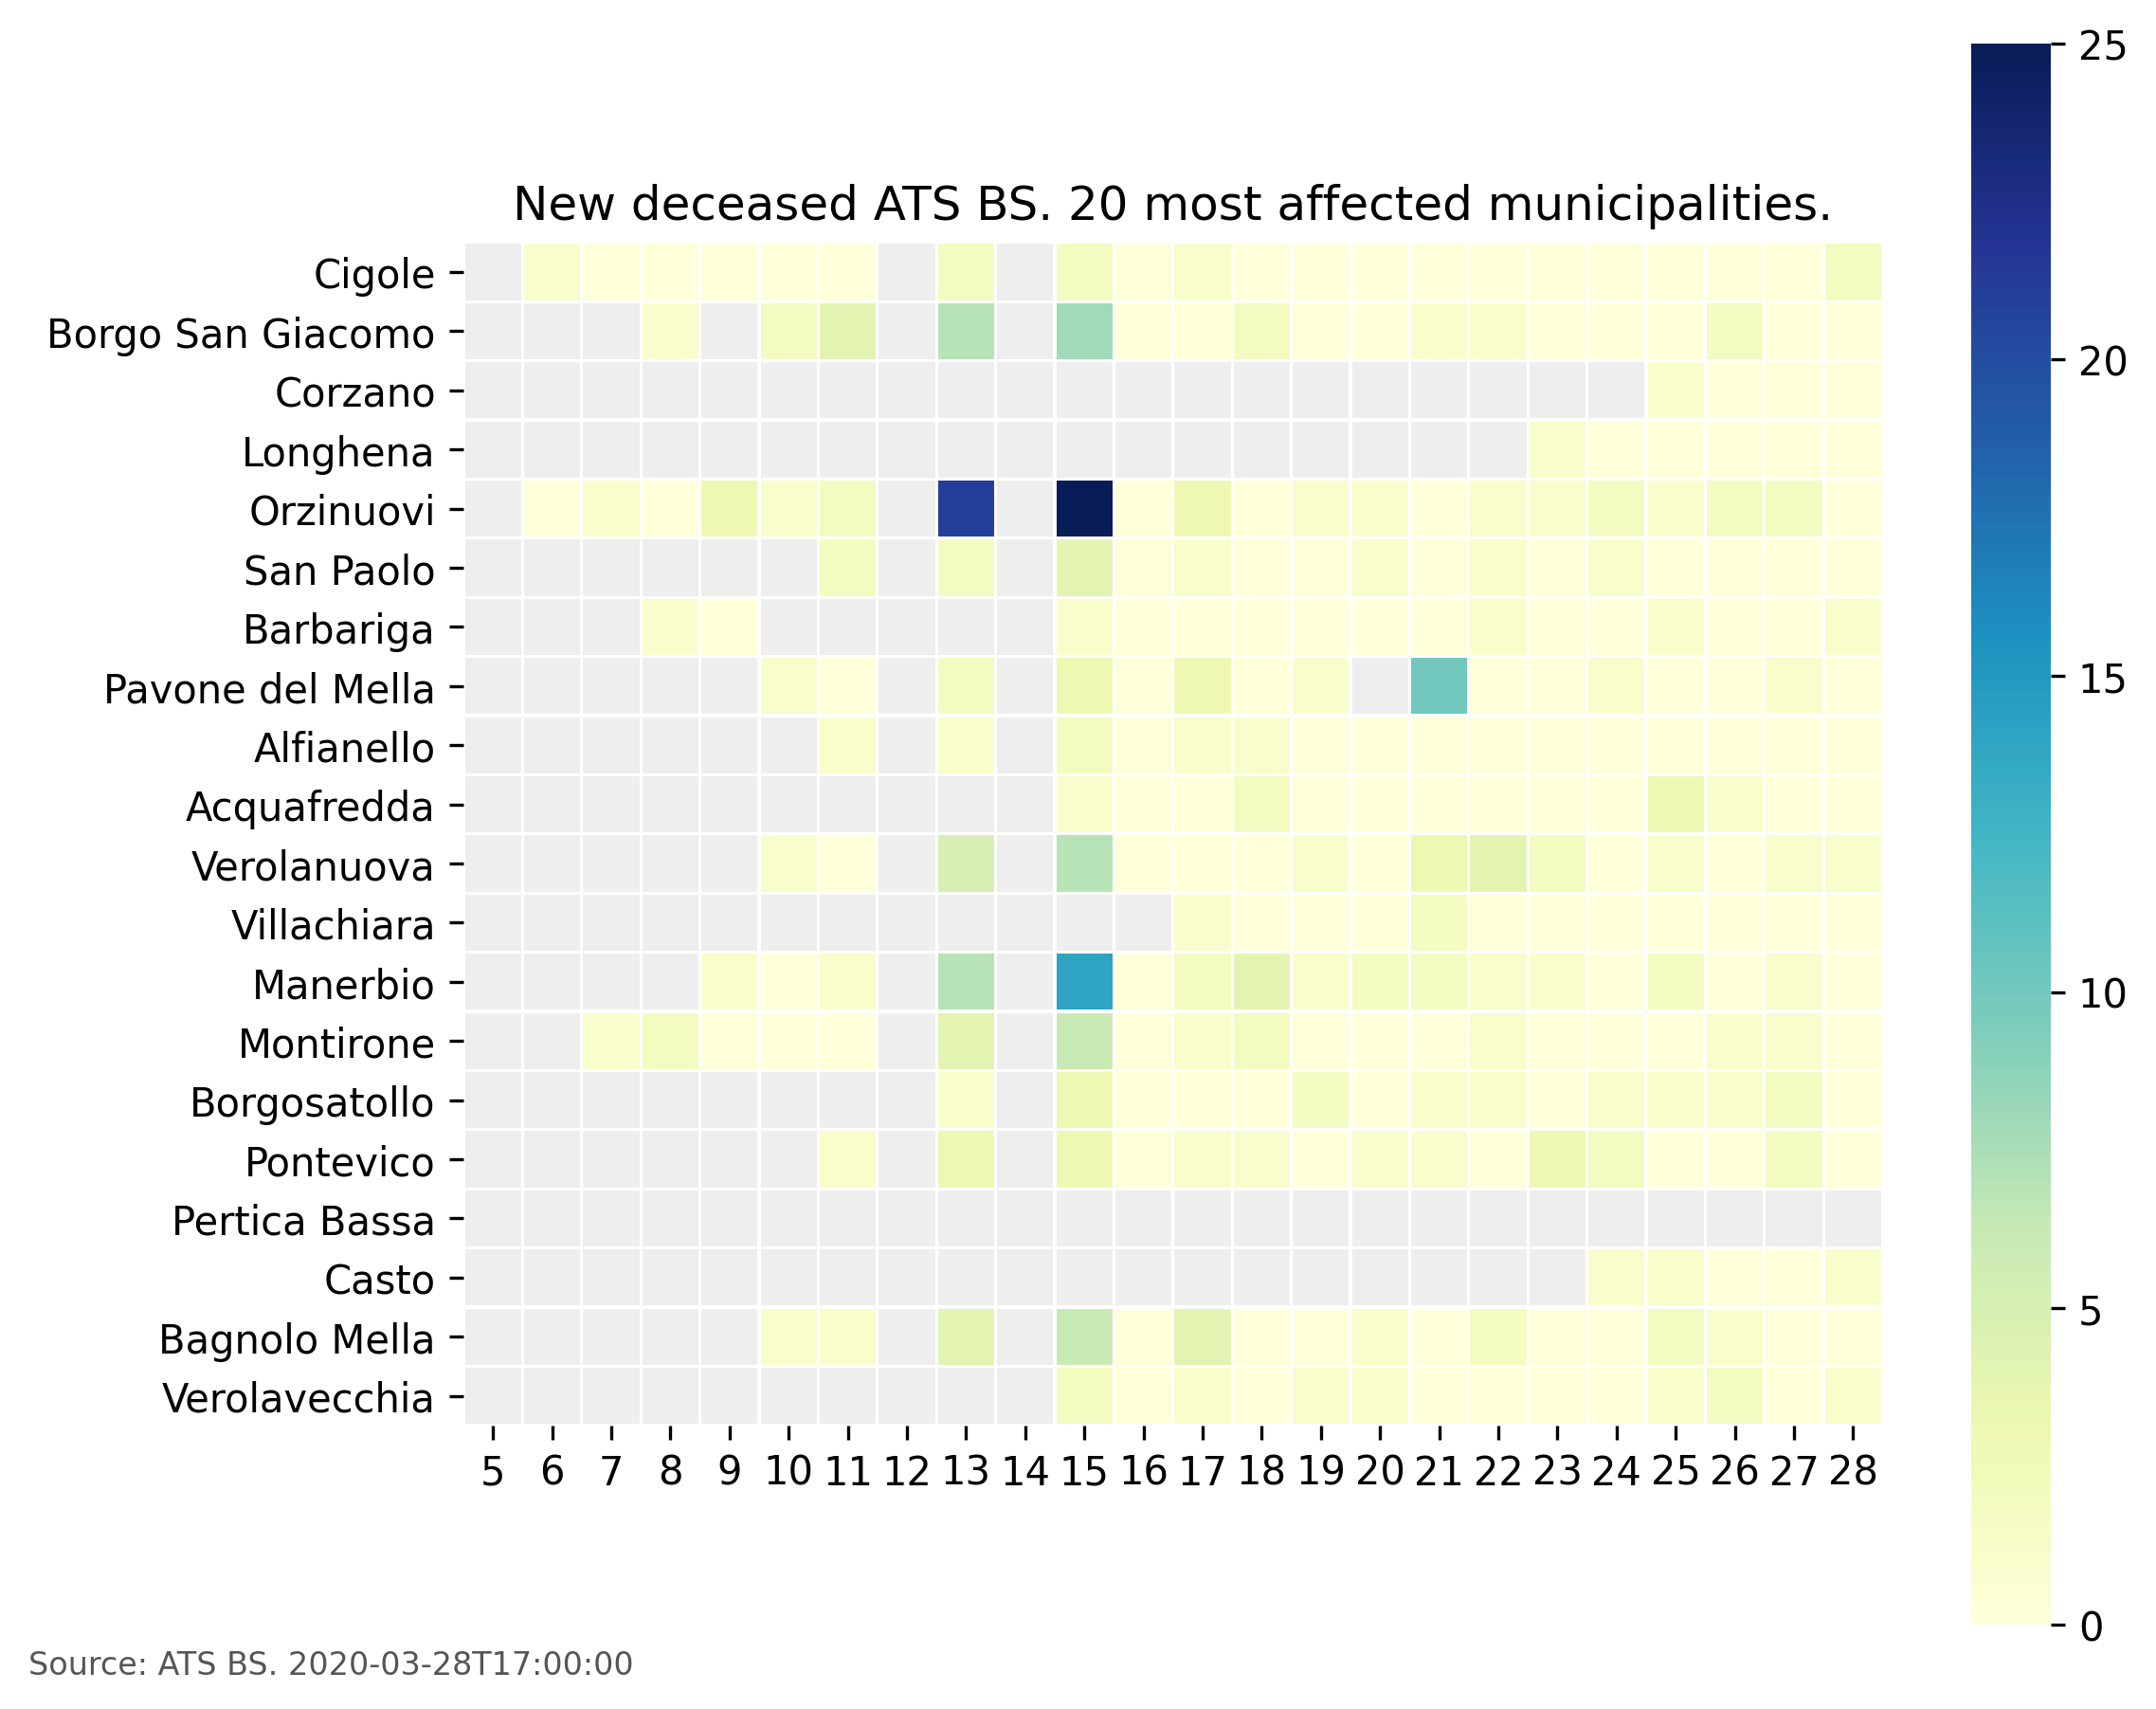 New deceased ATS BS. 20 most affected municipalities.
Cigole
Borgo San Giacomo
Corzano
Longhena
Orzinuovi
San Paolo
Barbariga
Pavone del Mella
Alfianello
Acquafredda
Verolanuova
Villachiara
Manerbio
Montirone
Borgosatollo
Pontevico
Pertica Bassa
Casto
Bagnolo Mella
Verolavecchia
5 6 7 8 9 10 11 12 13 14 15 16 17 18 19 20 21 22 23 24 25 26 27 28
25
20
15
10
5
0
Source: ATS BS. 2020-03-28T17:00:00